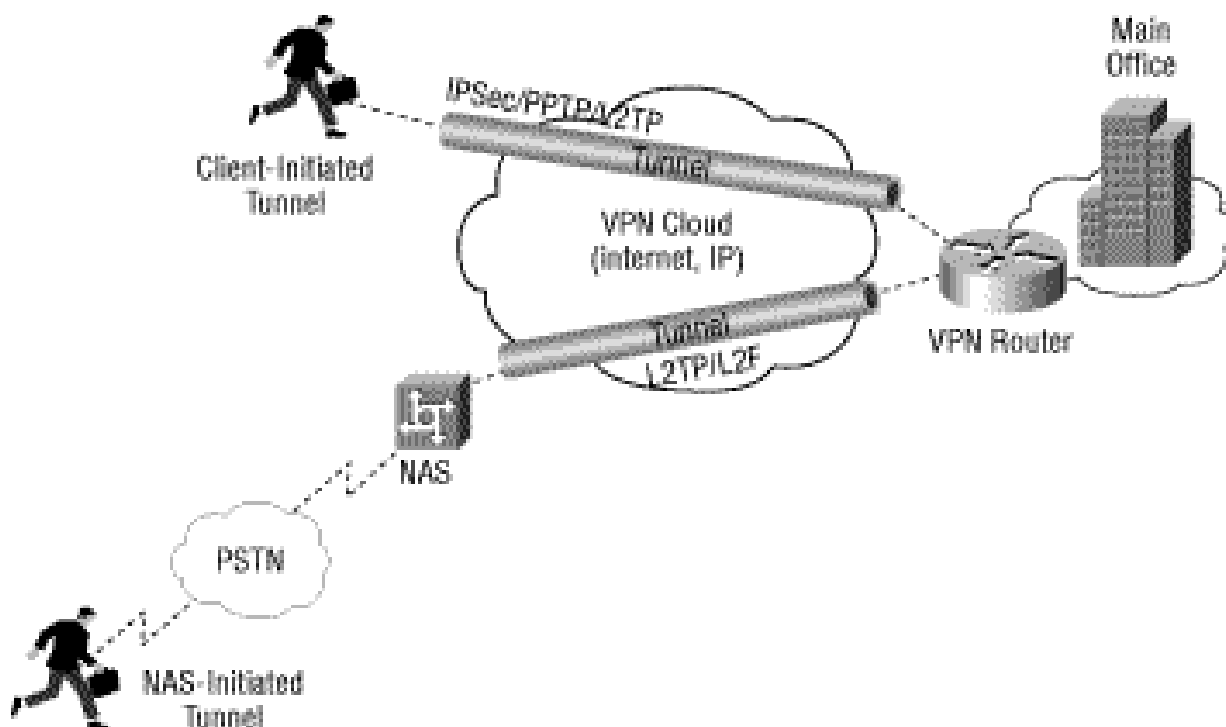 Main
Office
IPSec/PPTP/L2TP
Tunnel
Client-Initiated
Tunnel
VPN Cloud
(internet, IP)
Tunnel
L2TP/L2F
VPN Router
NAS
PSTN
NAS-Initiated
Tunnel